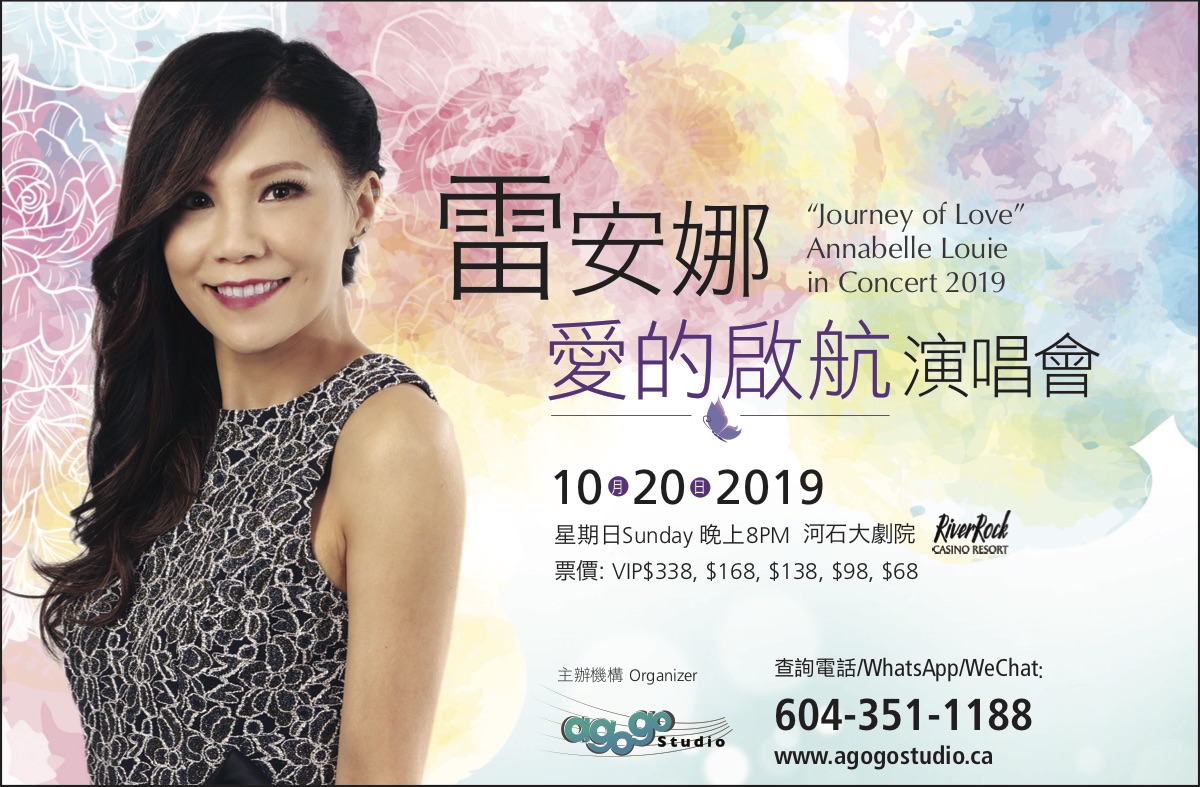 雷安娜
“Journey of Love”
Annabelle Louie
in Concert 2019
愛的啟航演唱會
10月20日2019
星期日Sunday 晚上8PM 河石大劇院
RiverRock
CASINO RESORT
票價: VIP$338, $168, $138, $98, $68
主辦機構 Organizer
agogo
Studio
查詢電話/WhatsApp/WeChat:
604-351-1188
www.agogostudio.ca